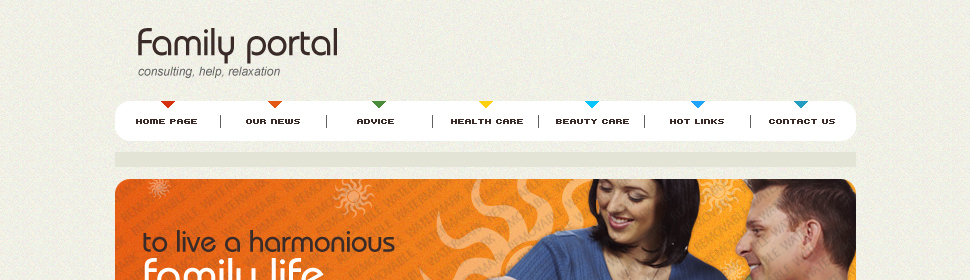 Family portal
consulting, help, relaxation
HOME PAGE
OUR NEWS
ADVICE
HEALTH CARE
BEAUTY CARE
HOT LINKS
CONTACT US
to live a harmonious
family life